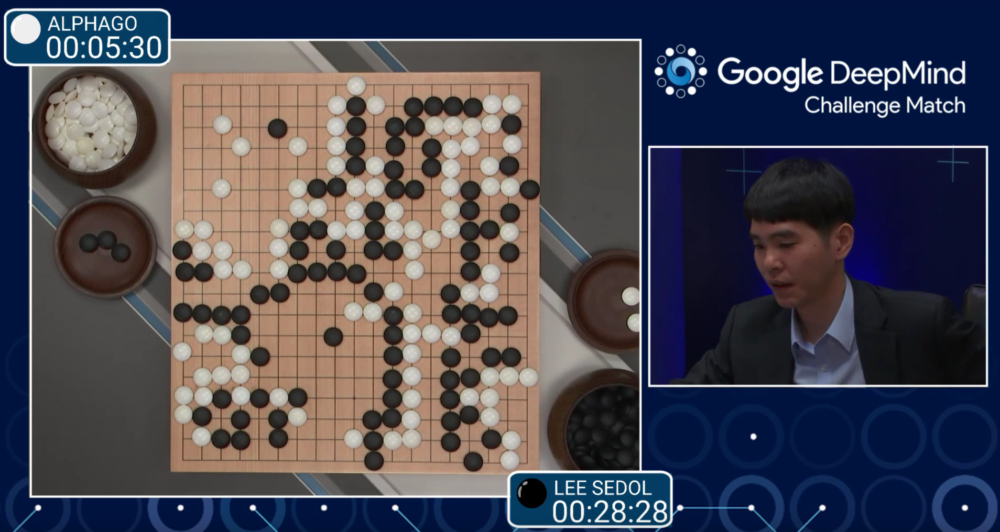 ALPHAGO
00:05:30
Google DeepMind
Challenge Match
LEE SEDOL
00:28:28